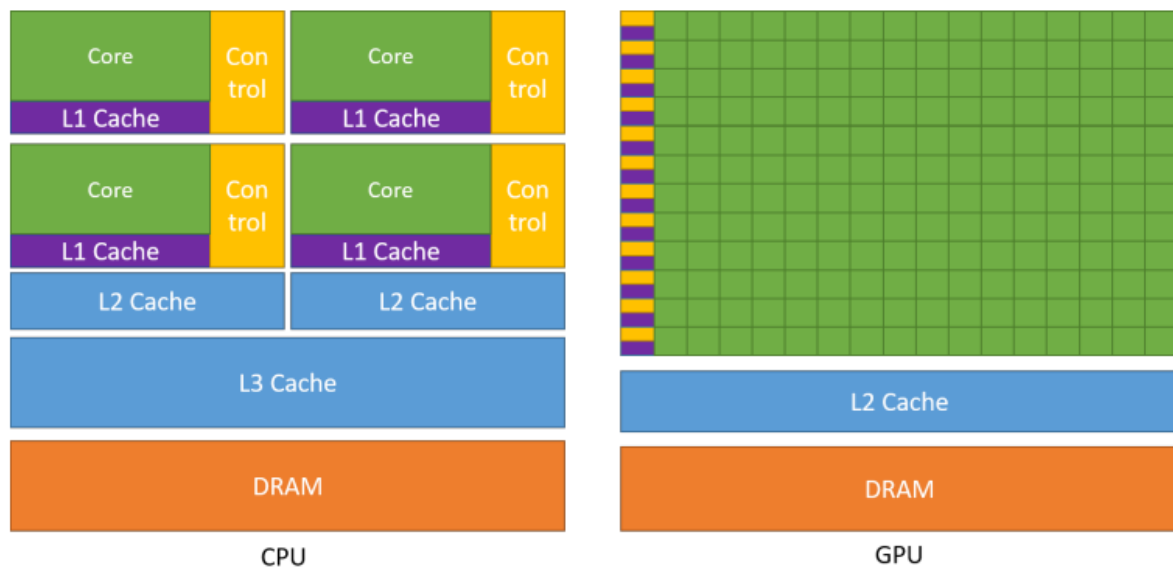 Core
Con
trol
Core
Con
trol
L1 Cache
L1 Cache
Core
Con
trol
Core
Con
trol
L1 Cache
L1 Cache
L2 Cache
L2 Cache
L3 Cache
DRAM
CPU
L2 Cache
DRAM
GPU